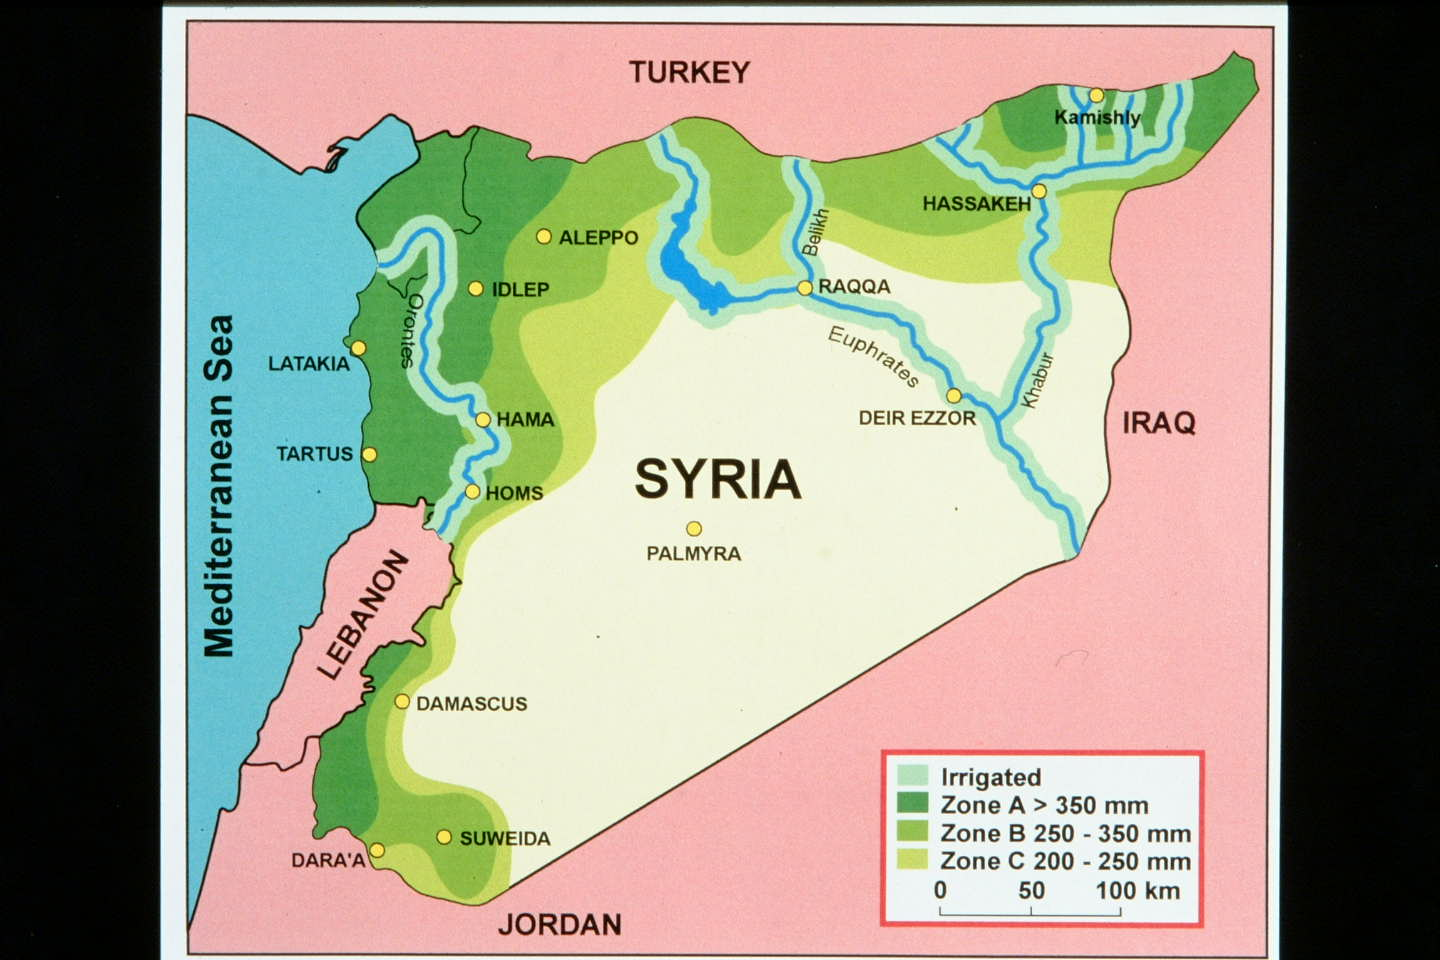 TURKEY
Kamishly
HASSAKEH
Belikh
ALEPPO
IDLEP
RAQQA
Orontes
Euphrates
Khabur
LATAKIA
DEIR EZZOR
HAMA
IRAQ
TARTUS
SYRIA
HOMS
Mediterranean Sea
PALMYRA
LEBANON
DAMASCUS
SUWEIDA
DARA'A
JORDAN
Irrigated
Zone A > 350 mm
Zone B 250 - 350 mm
Zone C 200 - 250 mm
0 50 100 km